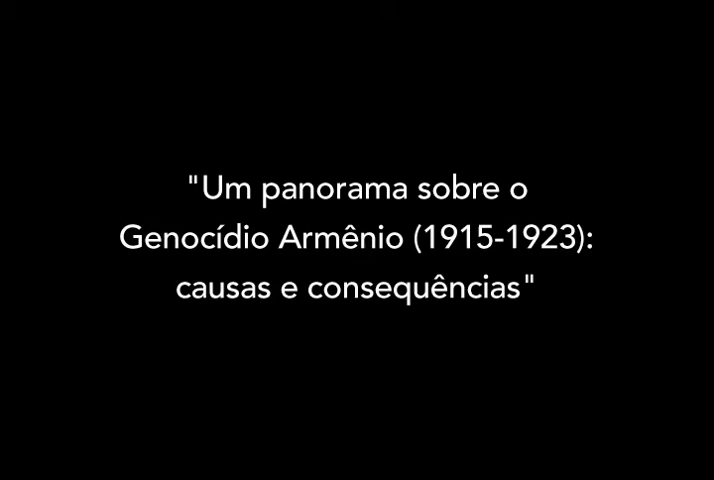 "Um panorama sobre o
Genocídio Armênio (1915-1923):
causas e consequências"